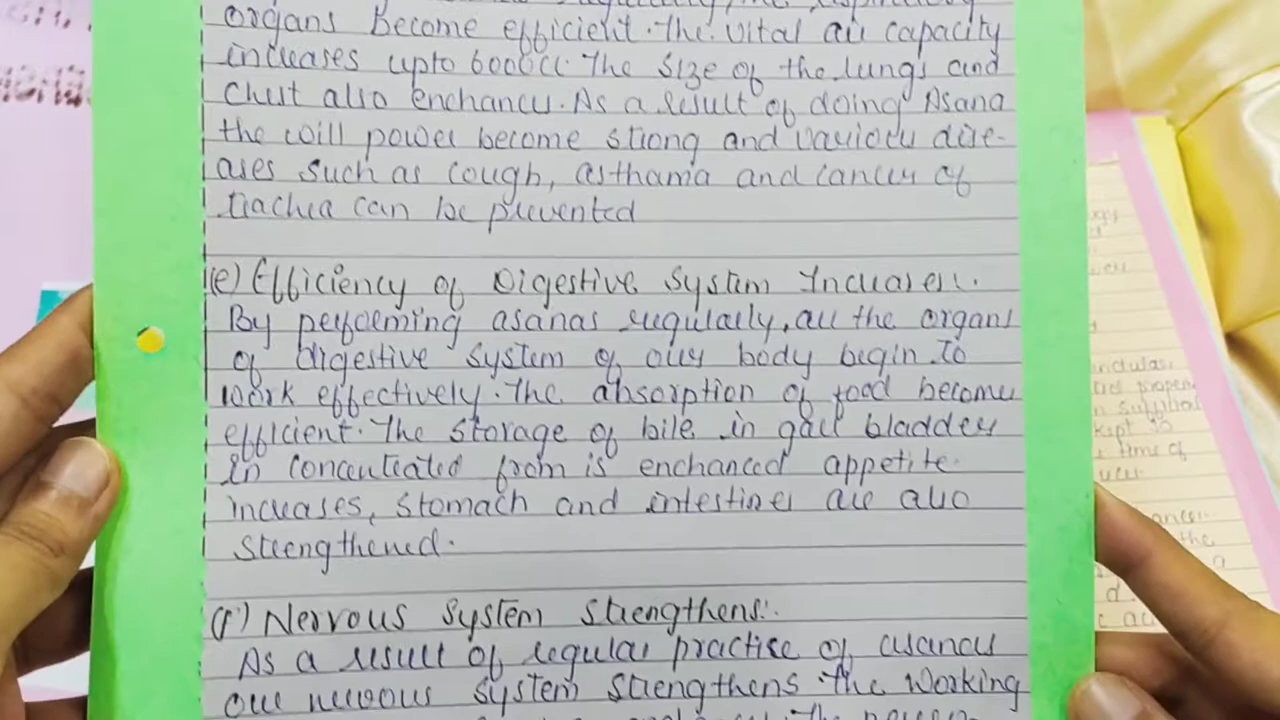 organs become efficient. The vital air capacity
increases upto 6000cc. The size of the lungs and
Chest also enchances. As a result of doing Asana
the will power become strong and various dise-
ases such as cough, asthama and cancer of
Trachea can be prevented
(e) Efficiency of Digestive System Increases:.
By performing asanas regularly, all the organs
of digestive system of our body begin to
work effectively. The absorption of food become
efficient. The storage of bile in gall bladder
in concentrated from is enchanced appetite
increases, stomach and intestines are also
strengthened.
(f) Nervous System Strengthens:.
As a result of regular practise of asanas
our nervous system strengthens the working